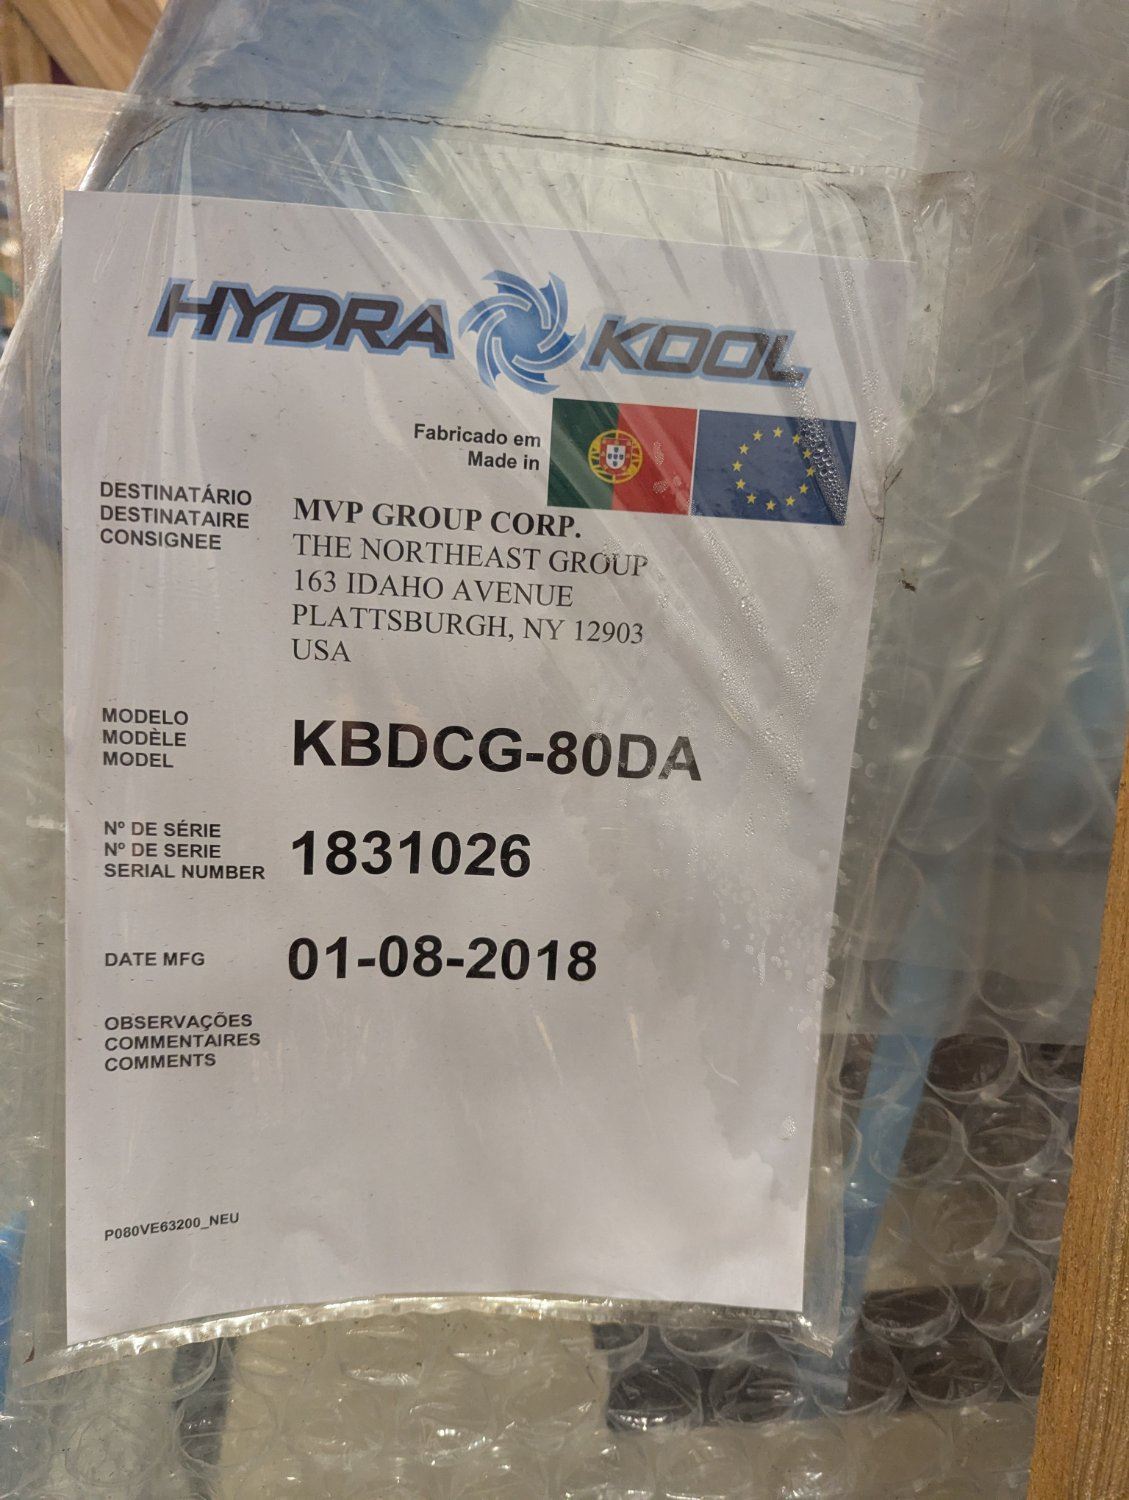 HYDRA KOOL
Fabricado em
Made in
DESTINATÁRIO
DESTINATAIRE
CONSIGNEE
MVP GROUP CORP.
THE NORTHEAST GROUP
163 IDAHO AVENUE
PLATTSBURGH, NY 12903
USA
MODELO
MODÈLE
MODEL
KBDCG-80DA
Nº DE SÉRIE
Nº DE SERIE
SERIAL NUMBER
1831026
DATE MFG
01-08-2018
OBSERVAÇÕES
COMMENTAIRES
COMMENTS
P080VE63200_NEU